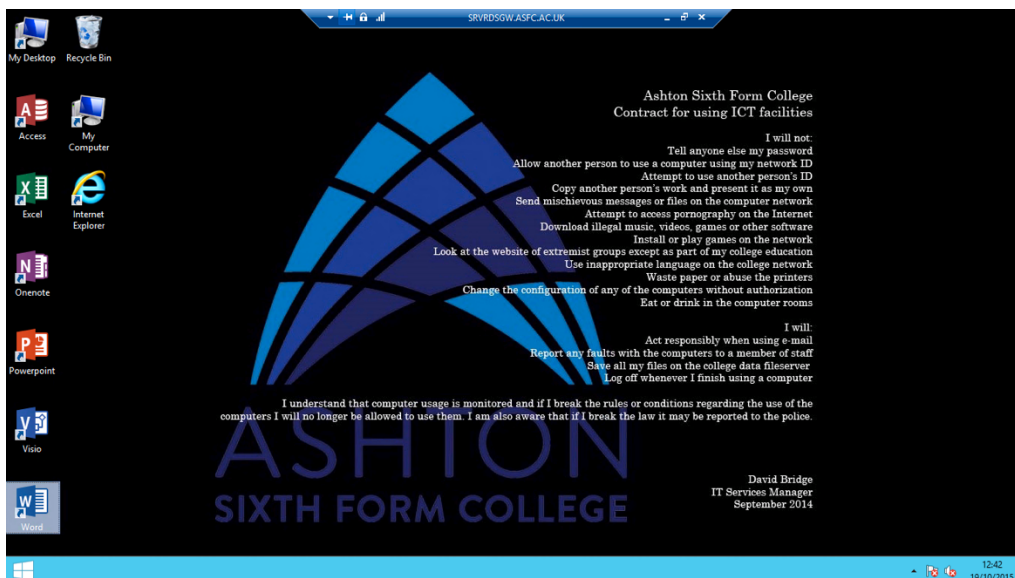 SRVRDSGW.ASFC.AC.UK
My Desktop
Recycle Bin
Access
My
Computer
Excel
Internet
Explorer
Onenote
Powerpoint
Visio
Word
Ashton Sixth Form College
Contract for using ICT facilities
I will not:
Tell anyone else my password
Allow another person to use a computer using my network ID
Attempt to use another person's ID
Copy another person's work and present it as my own
Send mischievous messages or files on the computer network
Attempt to access pornography on the Internet
Download illegal music, videos, games or other software
Install or play games on the network
Look at the website of extremist groups except as part of my college education
Use inappropriate language on the college network
Waste paper or abuse the printers
Change the configuration of any of the computers without authorization
Eat or drink in the computer rooms
I will:
Act responsibly when using e-mail
Report any faults with the computers to a member of staff
Save all my files on the college data fileserver
Log off whenever I finish using a computer
I understand that computer usage is monitored and if I break the rules or conditions regarding the use of the
computers I will no longer be allowed to use them. I am also aware that if I break the law it may be reported to the police.
ASHTON
SIXTH FORM COLLEGE
David Bridge
IT Services Manager
September 2014
12:42
19/10/2015